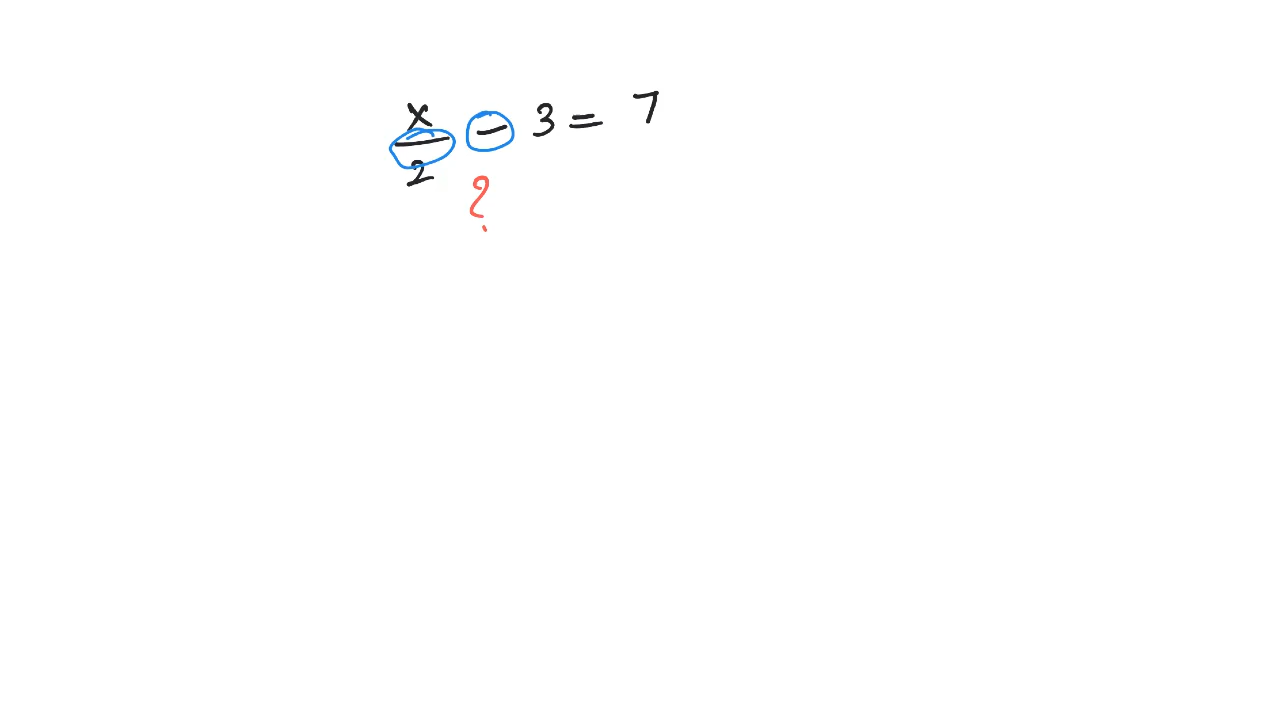 x/2 - 3 = 7
?